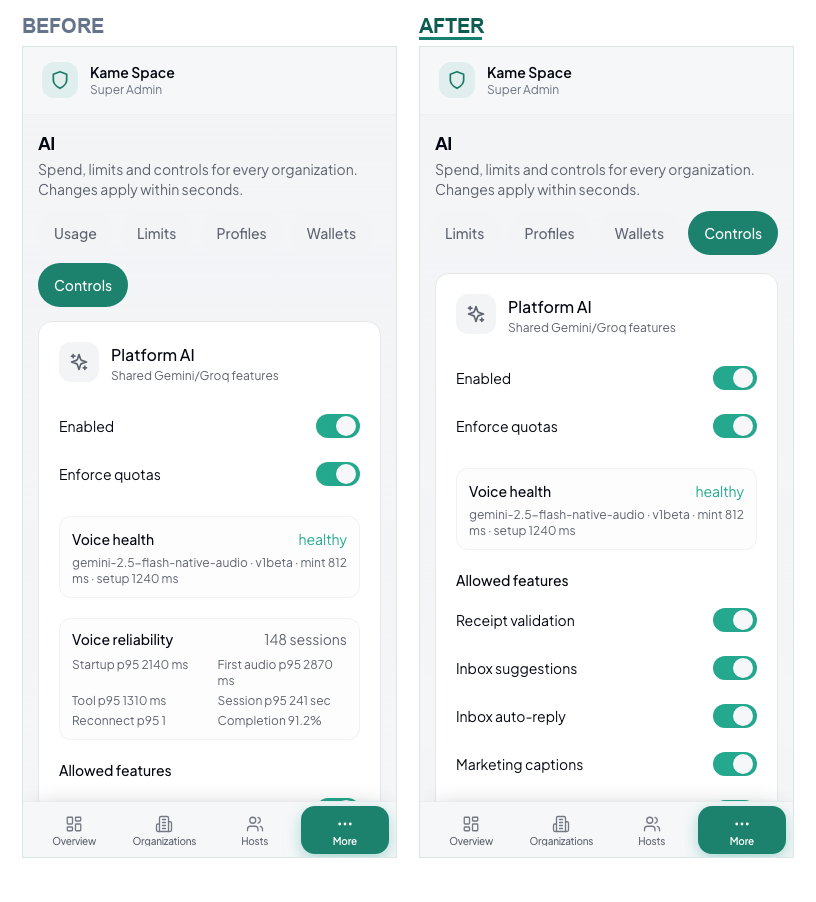 BEFORE
Kame Space
Super Admin
AI
Spend, limits and controls for every organization.
Changes apply within seconds.
Usage
Limits
Profiles
Wallets
Controls
Platform AI
Shared Gemini/Groq features
Enabled
Enforce quotas
Voice health
healthy
gemini-2.5-flash-native-audio · v1beta · mint 812
ms · setup 1240 ms
Voice reliability
148 sessions
Startup p95 2140 ms
First audio p95 2870
ms
Tool p95 1310 ms
Session p95 241 sec
Reconnect p95 1
Completion 91.2%
Allowed features
Overview
Organizations
Hosts
More
AFTER
Kame Space
Super Admin
AI
Spend, limits and controls for every organization.
Changes apply within seconds.
Limits
Profiles
Wallets
Controls
Platform AI
Shared Gemini/Groq features
Enabled
Enforce quotas
Voice health
healthy
gemini-2.5-flash-native-audio · v1beta · mint 812
ms · setup 1240 ms
Allowed features
Receipt validation
Inbox suggestions
Inbox auto-reply
Marketing captions
Overview
Organizations
Hosts
More